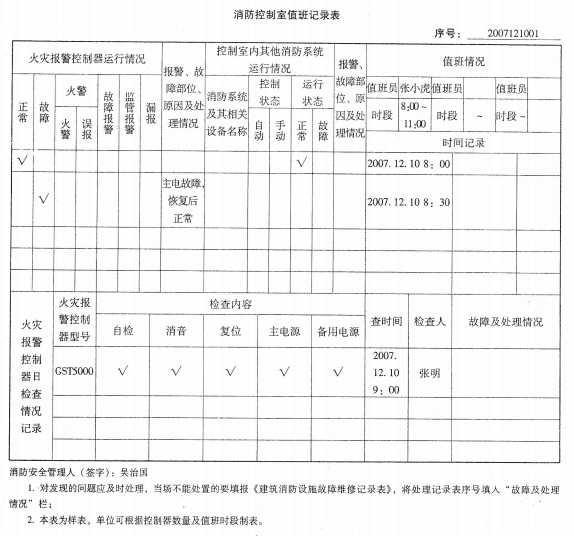 消防控制室值班记录表
序号： 2007121001
火灾报警控制器运行情况
报警、故障部位、原因及处理情况
控制室内其他消防系统运行情况
报警、故障部位、原因及处理情况
值班情况
正常
故障
火警
火警
误报
故障报警
监管报警
漏报
消防系统及其相关设备名称
控制状态
自动
手动
运行状态
正常
故障
值班员 张小虎 值班员 值班员
时段 8:00~11:00 时段 ~ 时段 ~
时间记录
√ √ 2007.12.10 8：00
√ 主电故障，恢复后正常 2007.12.10 8：30
火灾报警控制器日检查情况记录
火灾报警控制器型号
检查内容
自检 消音 复位 主电源 备用电源
查时间 检查人 故障及处理情况
GST5000 √ √ √ √ √ 2007.12.10 9：00 张明
消防安全管理人（签字）：吴治国
1. 对发现的问题应及时处理，当场不能处置的要填报《建筑消防设施故障维修记录表》，将处理记录表序号填入“故障及处理
情况”栏；
2. 本表为样表，单位可根据控制器数量及值班时段制表。